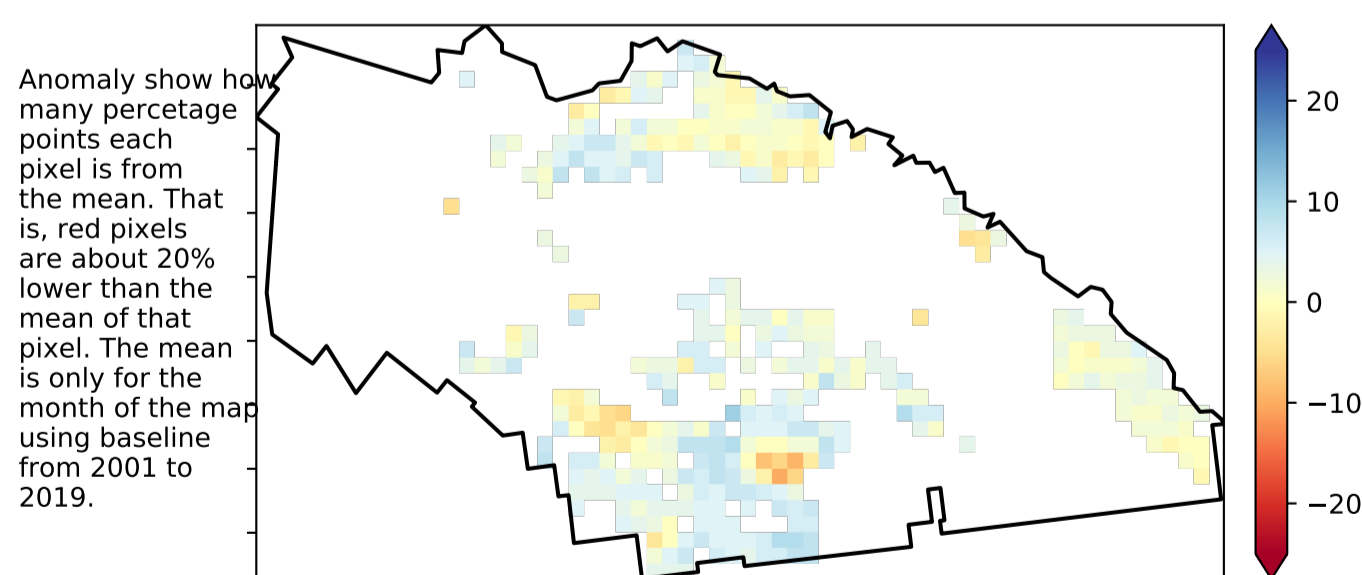 Anomaly show how
many percetage
points each
pixel is from
the mean. That
is, red pixels
are about 20%
lower than the
mean of that
pixel. The mean
is only for the
month of the map
using baseline
from 2001 to
2019.
20
10
0
−10
−20